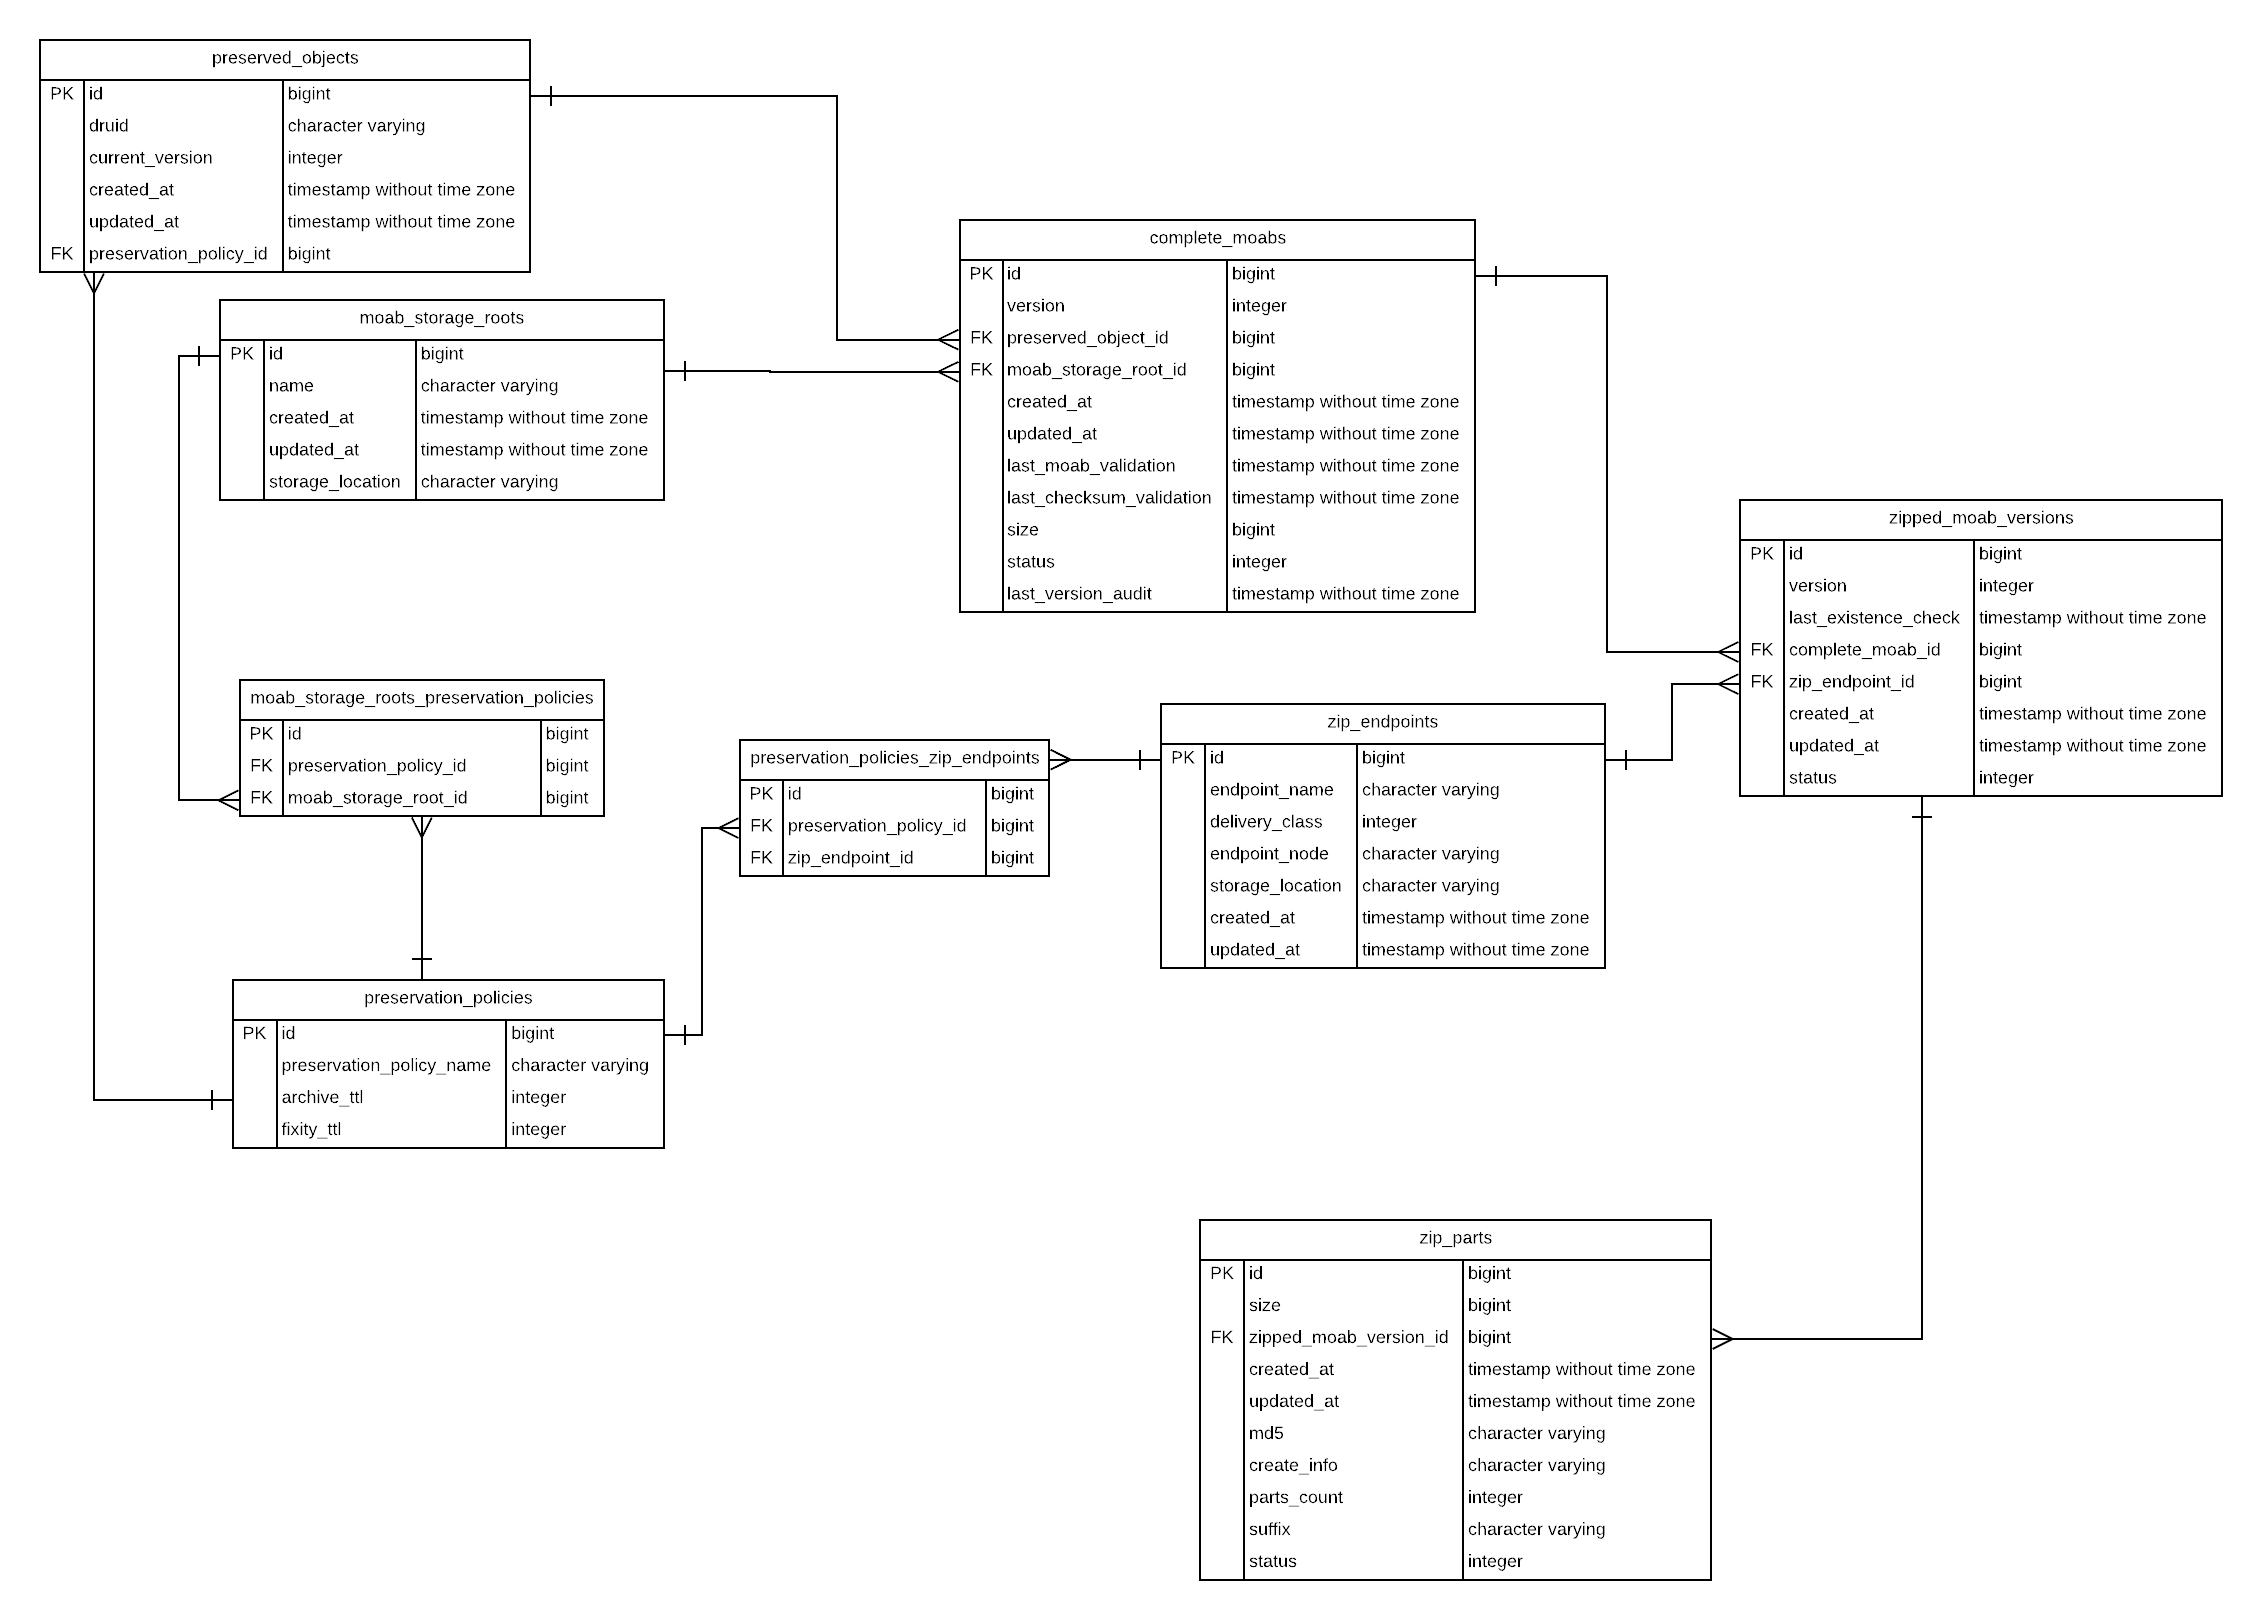 preserved_objects
PK id bigint
druid character varying
current_version integer
created_at timestamp without time zone
updated_at timestamp without time zone
FK preservation_policy_id bigint
moab_storage_roots
PK id bigint
name character varying
created_at timestamp without time zone
updated_at timestamp without time zone
storage_location character varying
complete_moabs
PK id bigint
version integer
FK preserved_object_id bigint
FK moab_storage_root_id bigint
created_at timestamp without time zone
updated_at timestamp without time zone
last_moab_validation timestamp without time zone
last_checksum_validation timestamp without time zone
size bigint
status integer
last_version_audit timestamp without time zone
zipped_moab_versions
PK id bigint
version integer
last_existence_check timestamp without time zone
FK complete_moab_id bigint
FK zip_endpoint_id bigint
created_at timestamp without time zone
updated_at timestamp without time zone
status integer
moab_storage_roots_preservation_policies
PK id bigint
FK preservation_policy_id bigint
FK moab_storage_root_id bigint
preservation_policies_zip_endpoints
PK id bigint
FK preservation_policy_id bigint
FK zip_endpoint_id bigint
zip_endpoints
PK id bigint
endpoint_name character varying
delivery_class integer
endpoint_node character varying
storage_location character varying
created_at timestamp without time zone
updated_at timestamp without time zone
preservation_policies
PK id bigint
preservation_policy_name character varying
archive_ttl integer
fixity_ttl integer
zip_parts
PK id bigint
size bigint
FK zipped_moab_version_id bigint
created_at timestamp without time zone
updated_at timestamp without time zone
md5 character varying
create_info character varying
parts_count integer
suffix character varying
status integer